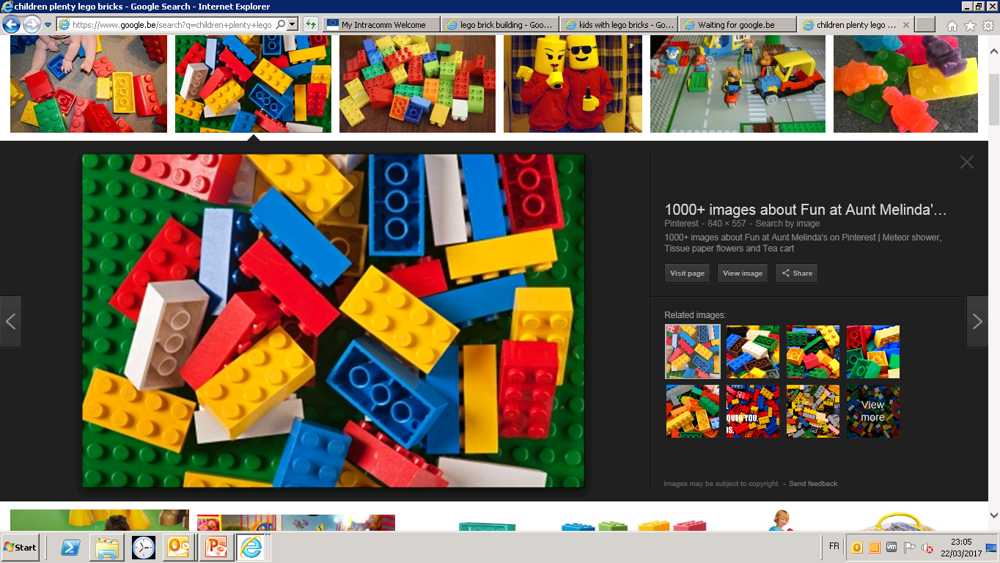 children plenty lego bricks - Google Search - Internet Explorer
https://www.google.be/search?q=children+plenty+lego
My Intracomm Welcome
lego brick building - Goo...
kids with lego bricks - Go...
Waiting for google.be
children plenty lego ...
1000+ images about Fun at Aunt Melinda'...
Pinterest - 840 × 557 - Search by image
1000+ images about Fun at Aunt Melinda's on Pinterest | Meteor shower,
Tissue paper flowers and Tea cart
Visit page
View image
Share
Related images:
QUER YOU,
View
more
Images may be subject to copyright. - Send feedback
Start
FR
23:05
22/03/2017